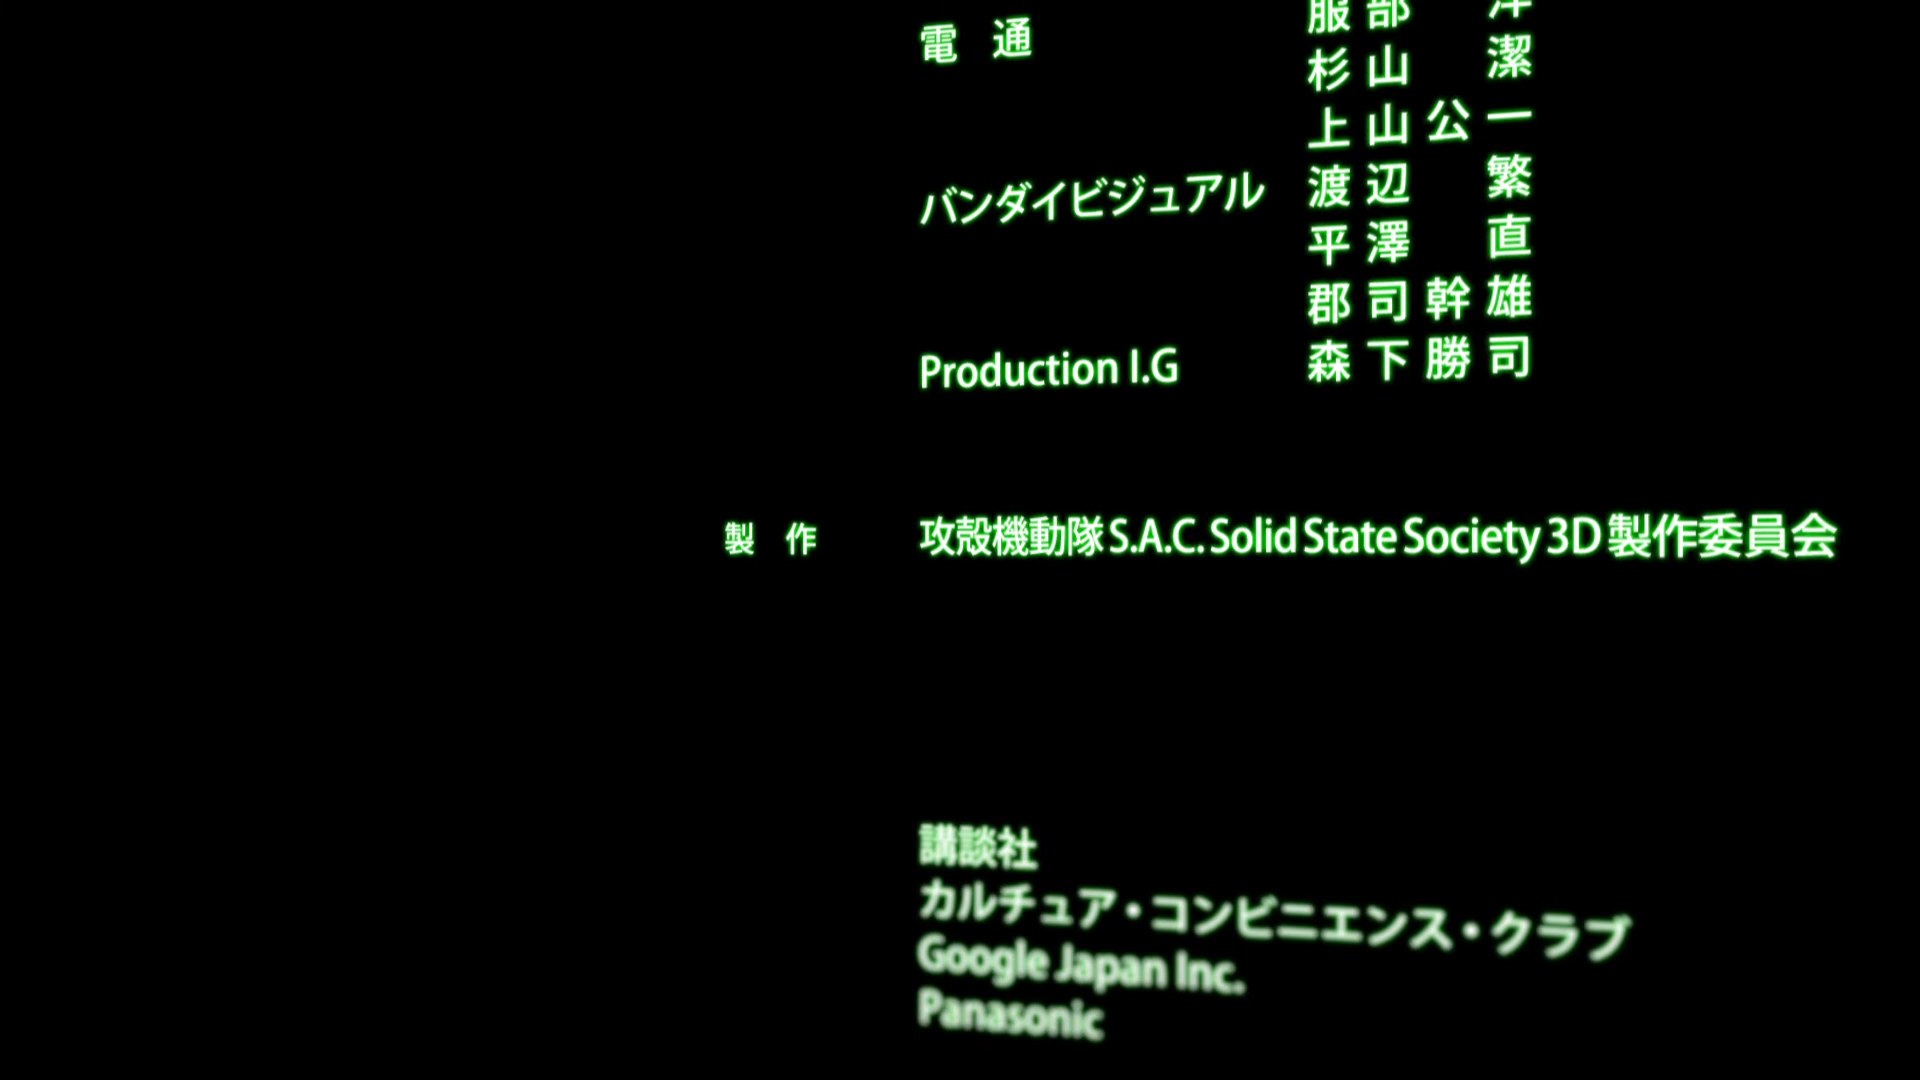 服部 洋
電 通 杉山 潔
上山公一
バンダイビジュアル 渡辺 繁
平澤 直
郡司幹雄
Production I.G 森下勝司
製 作 攻殻機動隊 S.A.C. Solid State Society 3D 製作委員会
講談社
カルチュア・コンビニエンス・クラブ
Google Japan Inc.
Panasonic